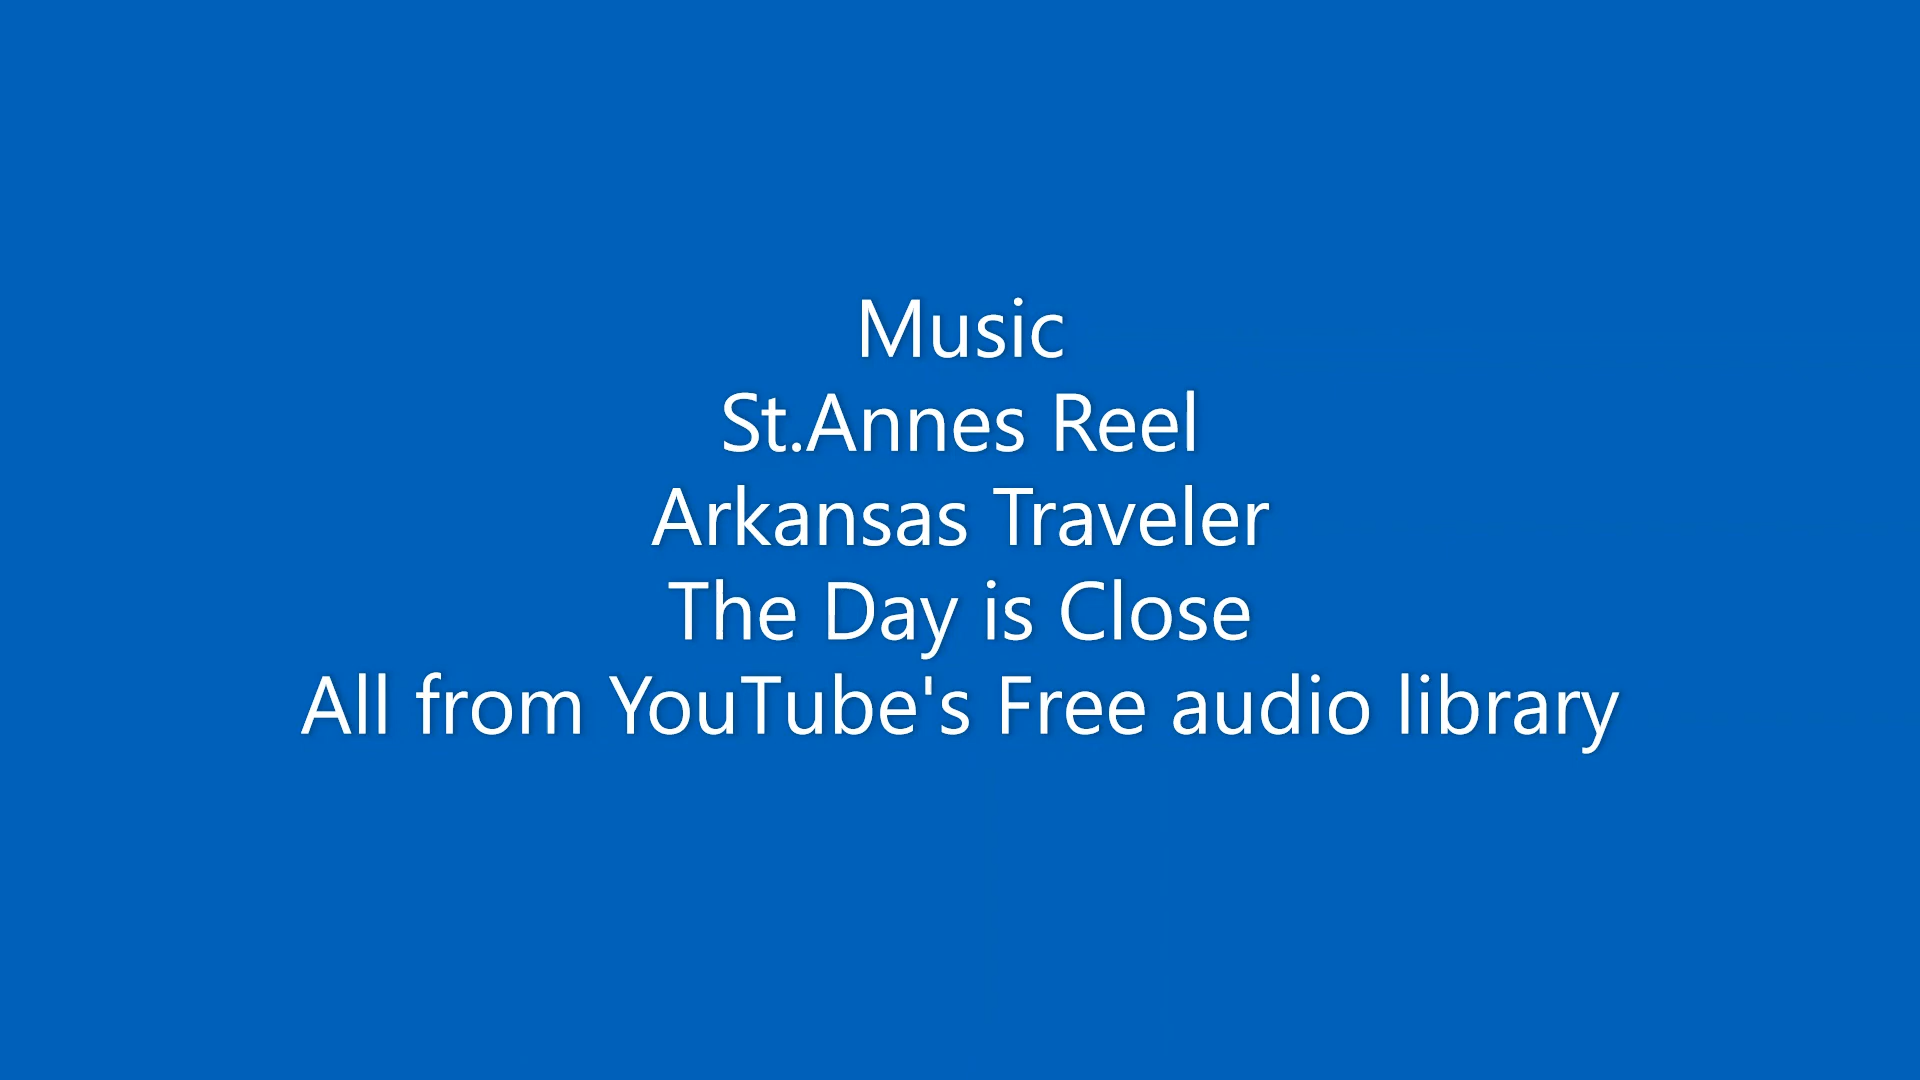 Music
St.Annes Reel
Arkansas Traveler
The Day is Close
All from YouTube's Free audio library